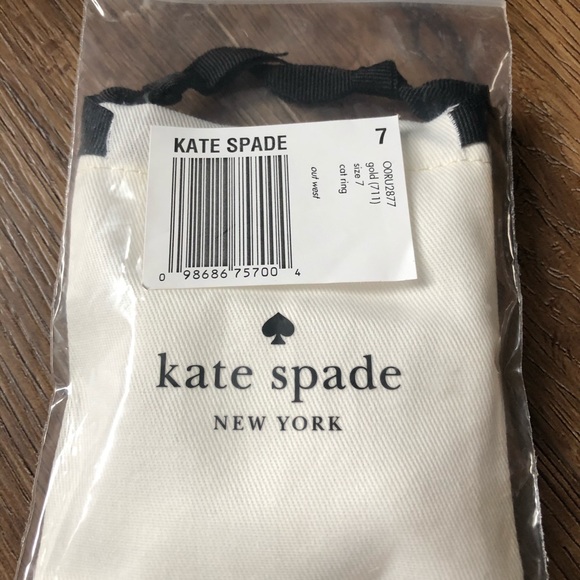 KATE SPADE
7
0 98686 75700 4
out west
cat ring
size 7
gold (711)
O0RU2877
kate spade
NEW YORK